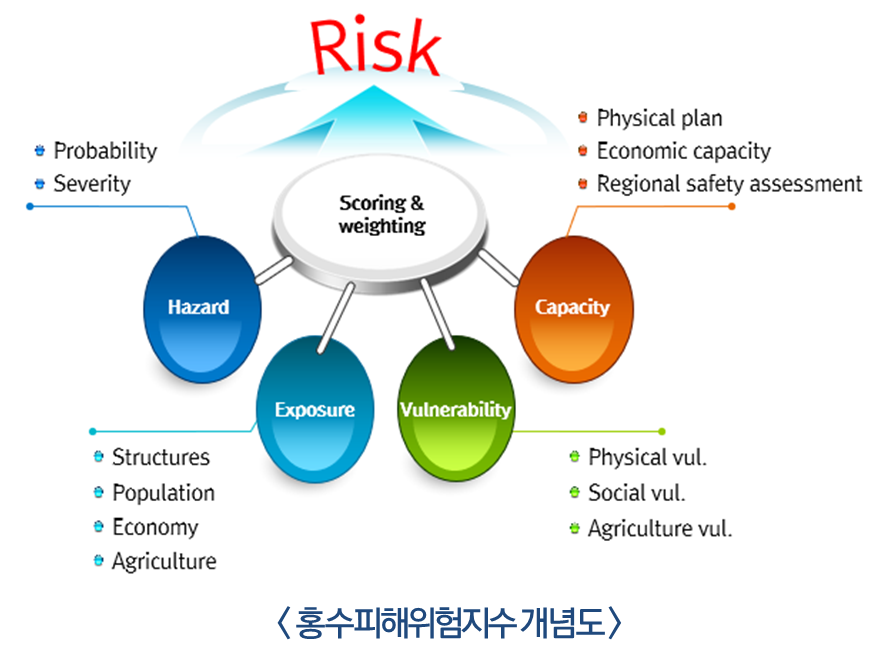 Risk
Probability
Severity
Physical plan
Economic capacity
Regional safety assessment
Scoring &
weighting
Hazard
Capacity
Exposure
Vulnerability
Structures
Population
Economy
Agriculture
Physical vul.
Social vul.
Agriculture vul.
< 홍수피해위험지수 개념도 >